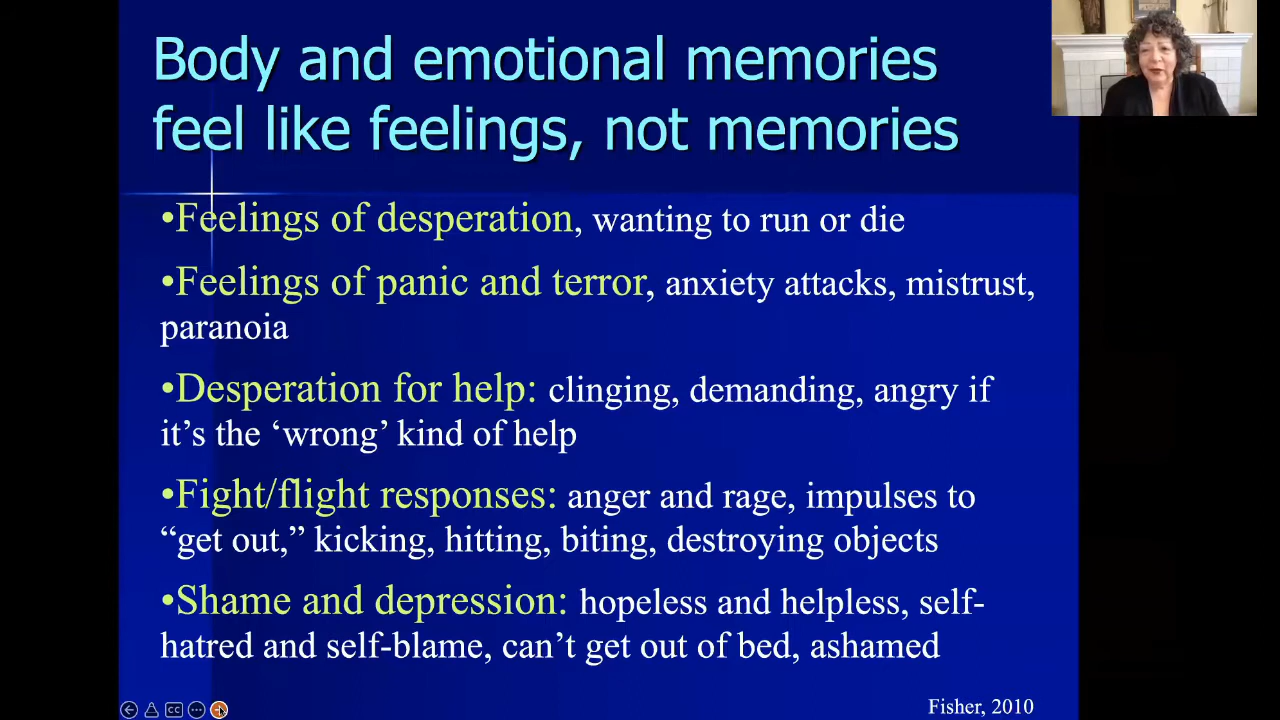 Body and emotional memories
feel like feelings, not memories
•Feelings of desperation, wanting to run or die
•Feelings of panic and terror, anxiety attacks, mistrust,
paranoia
•Desperation for help: clinging, demanding, angry if
it’s the ‘wrong’ kind of help
•Fight/flight responses: anger and rage, impulses to
“get out,” kicking, hitting, biting, destroying objects
•Shame and depression: hopeless and helpless, self-
hatred and self-blame, can’t get out of bed, ashamed
CC
Fisher, 2010